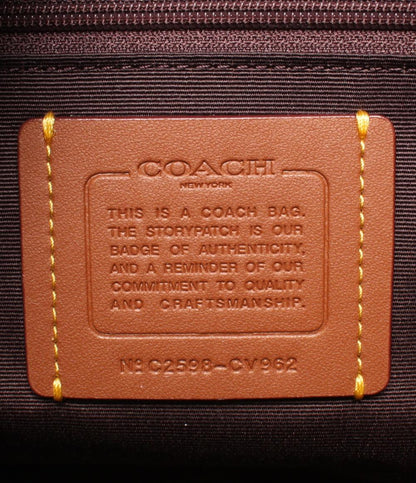 COACH
NEW YORK
THIS IS A COACH BAG.
THE STORYPATCH IS OUR
BADGE OF AUTHENTICITY,
AND A REMINDER OF OUR
COMMITMENT TO QUALITY
AND CRAFTSMANSHIP.
Nº C2598-CV962